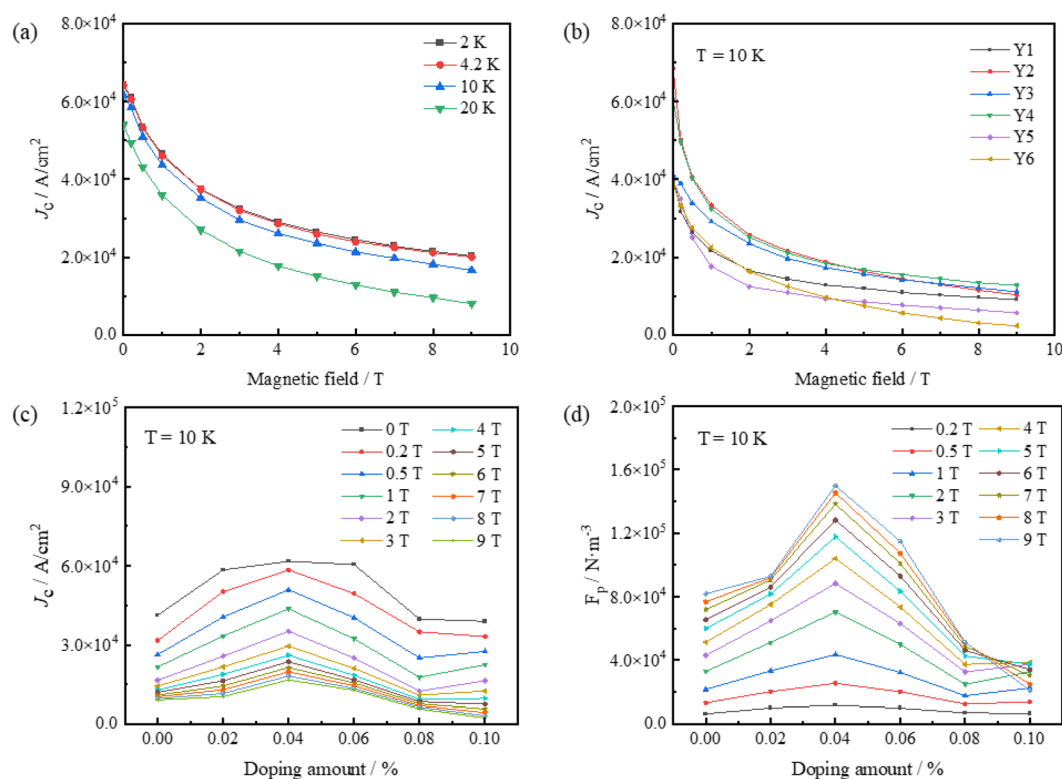 (a)
8.0×10⁴
6.0×10⁴
4.0×10⁴
2.0×10⁴
0.0
J_c / A/cm²
2 K
4.2 K
10 K
20 K
0 2 4 6 8 10
Magnetic field / T
(b)
T = 10 K
8.0×10⁴
6.0×10⁴
4.0×10⁴
2.0×10⁴
0.0
J_c / A/cm²
Y1
Y2
Y3
Y4
Y5
Y6
0 2 4 6 8 10
Magnetic field / T
(c)
T = 10 K
1.2×10⁵
9.0×10⁴
6.0×10⁴
3.0×10⁴
0.0
J_c / A/cm²
0 T 4 T
0.2 T 5 T
0.5 T 6 T
1 T 7 T
2 T 8 T
3 T 9 T
0.00 0.02 0.04 0.06 0.08 0.10
Doping amount / %
(d)
T = 10 K
2.0×10⁵
1.6×10⁵
1.2×10⁵
8.0×10⁴
4.0×10⁴
0.0
F_p / N·m⁻³
0.2 T 4 T
0.5 T 5 T
1 T 6 T
2 T 7 T
3 T 8 T
9 T
0.00 0.02 0.04 0.06 0.08 0.10
Doping amount / %